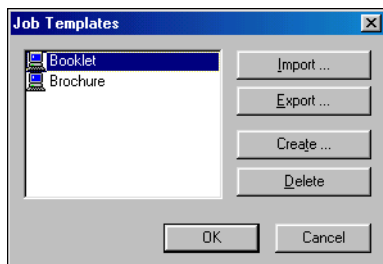 Job Templates
Booklet
Brochure
Import ...
Export ...
Create ...
Delete
OK
Cancel